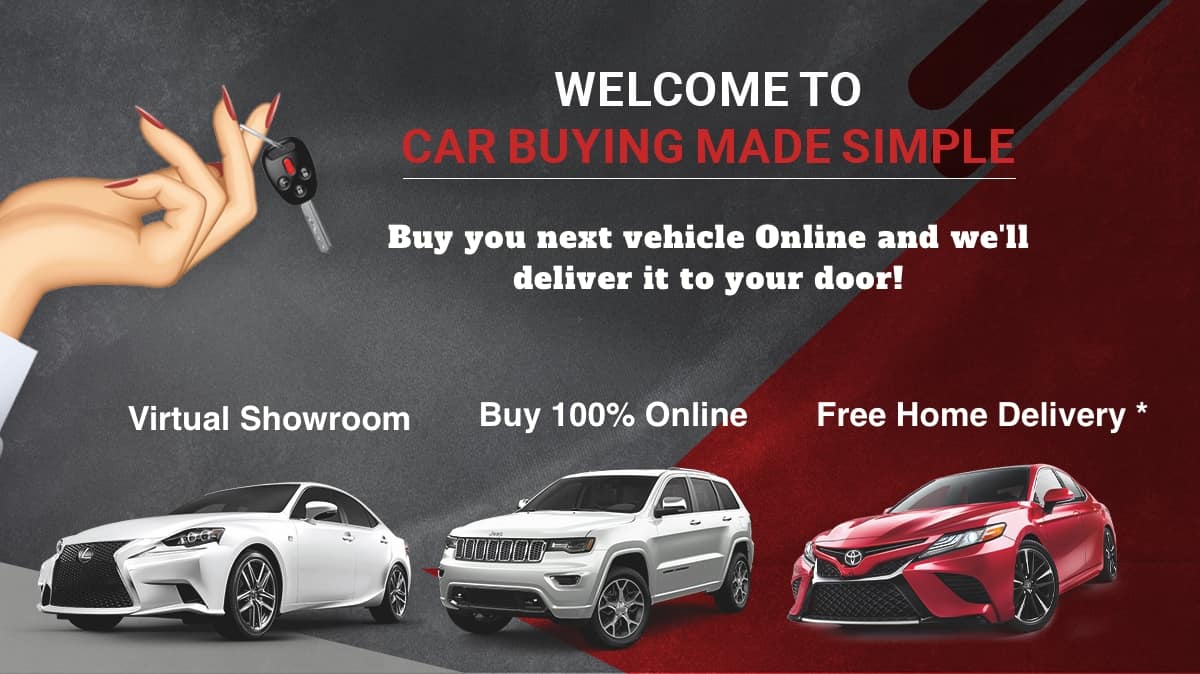 WELCOME TO
CAR BUYING MADE SIMPLE
Buy you next vehicle Online and we'll
deliver it to your door!
Virtual Showroom
Buy 100% Online
Free Home Delivery *
Jeep